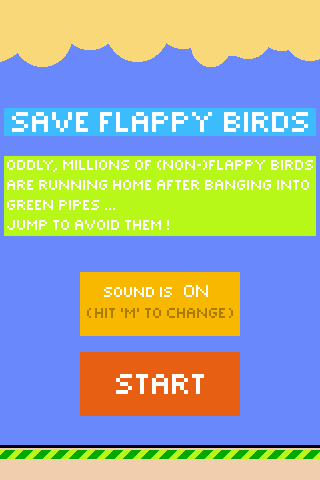 SAVE FLAPPY BIRDS
ODDLY, MILLIONS OF (NON-)FLAPPY BIRDS
ARE RUNNING HOME AFTER BANGING INTO
GREEN PIPES ...
JUMP TO AVOID THEM !
SOUND IS ON
(HIT 'M' TO CHANGE)
START